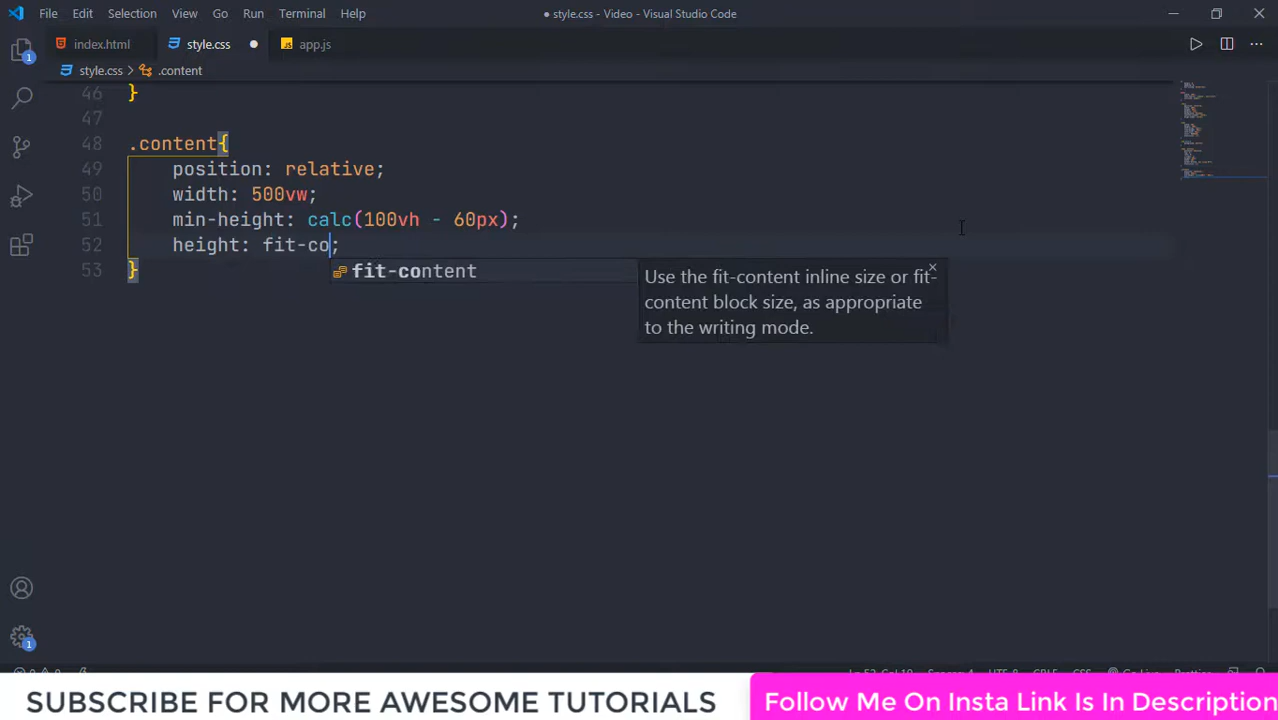 File Edit Selection View Go Run Terminal Help
● style.css - Video - Visual Studio Code
index.html style.css ● app.js
style.css > .content
46 }
47
48 .content{
49 position: relative;
50 width: 500vw;
51 min-height: calc(100vh - 60px);
52 height: fit-co;
53 }
fit-content
Use the fit-content inline size or fit-
content block size, as appropriate
to the writing mode.
1
1
SUBSCRIBE FOR MORE AWESOME TUTORIALS
Follow Me On Insta Link Is In Description